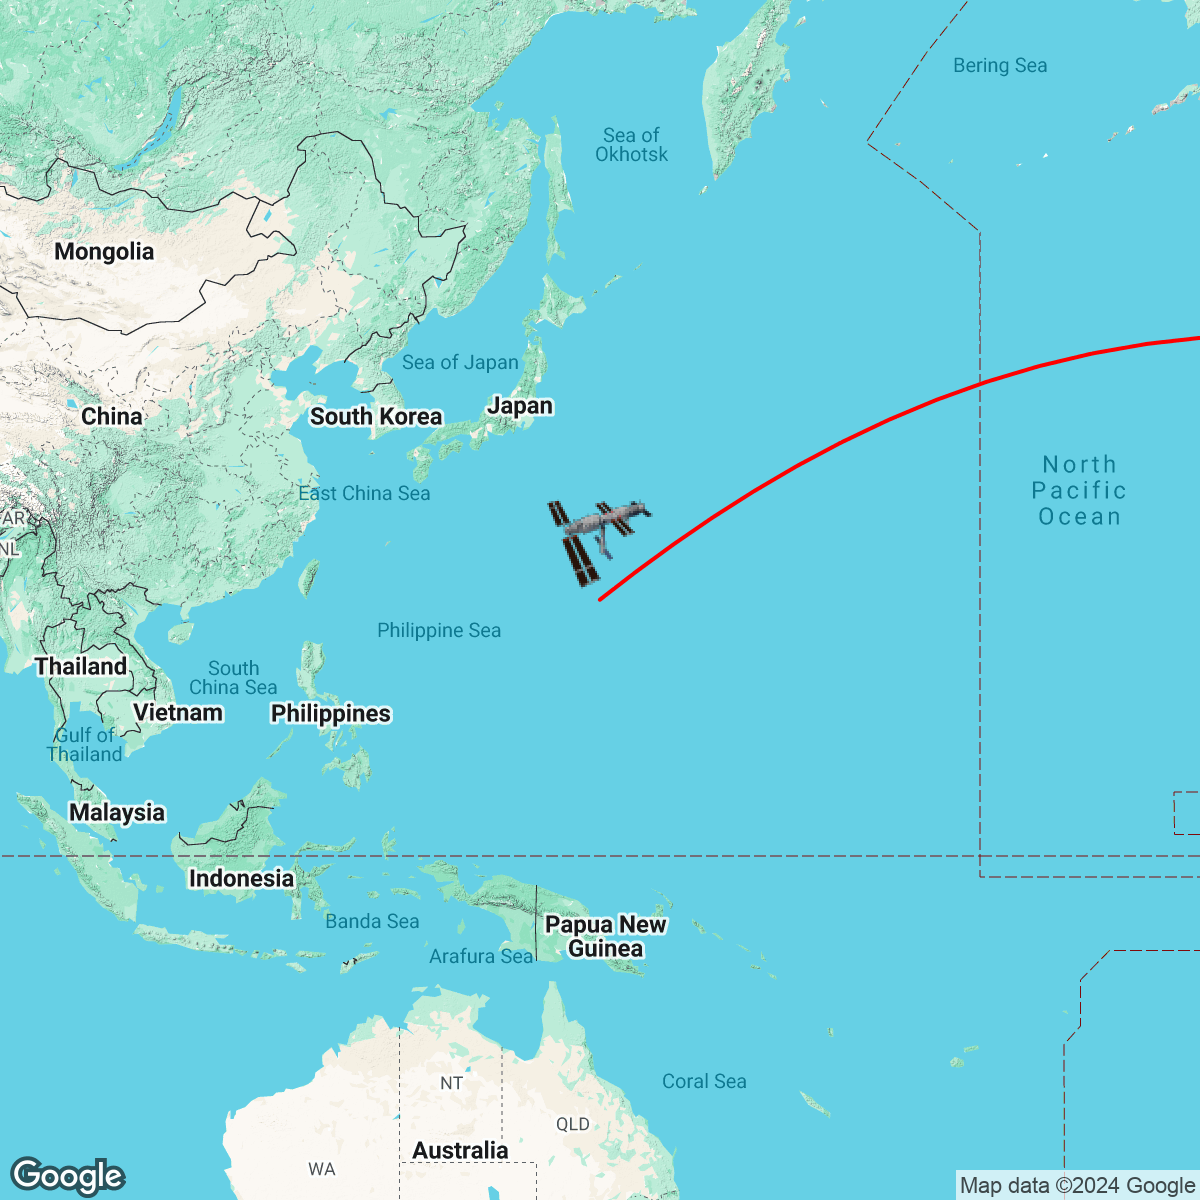 Bering Sea
Sea of
Okhotsk
Mongolia
Sea of Japan
Japan
China
South Korea
North
Pacific
Ocean
East China Sea
AR
NL
Philippine Sea
Thailand
South
China Sea
Vietnam
Philippines
Gulf of
Thailand
Malaysia
Indonesia
Banda Sea
Papua New
Guinea
Arafura Sea
Coral Sea
NT
QLD
Australia
WA
Google
Map data ©2024 Google